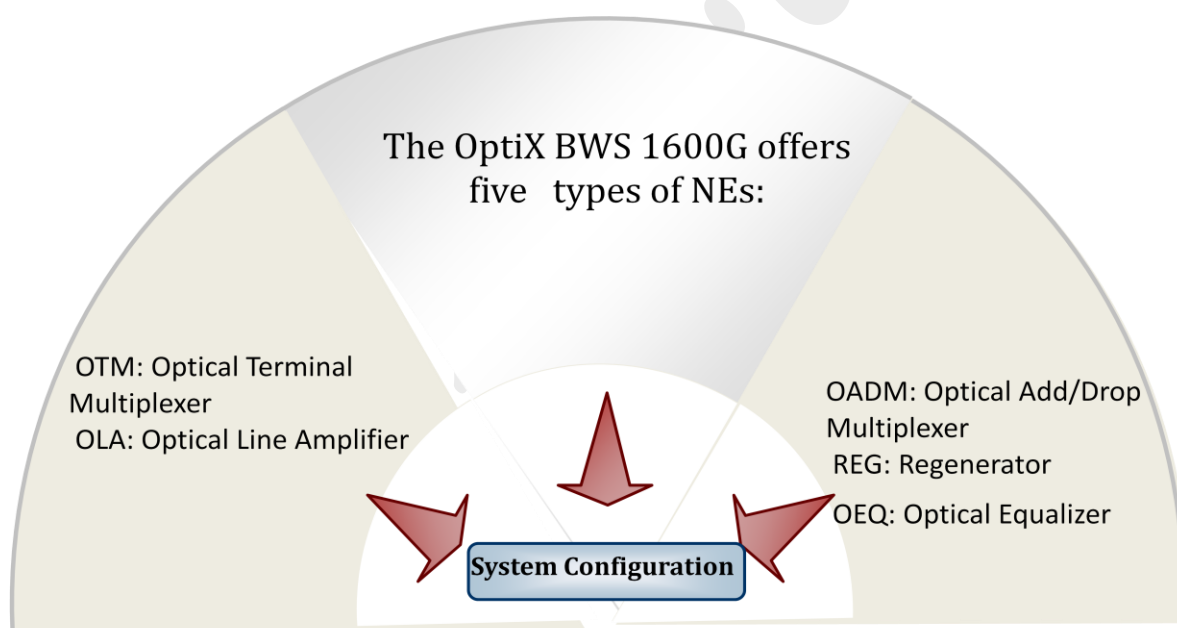 The OptiX BWS 1600G offers
five types of NEs:
OTM: Optical Terminal
Multiplexer
OLA: Optical Line Amplifier
OADM: Optical Add/Drop
Multiplexer
REG: Regenerator
OEQ: Optical Equalizer
System Configuration